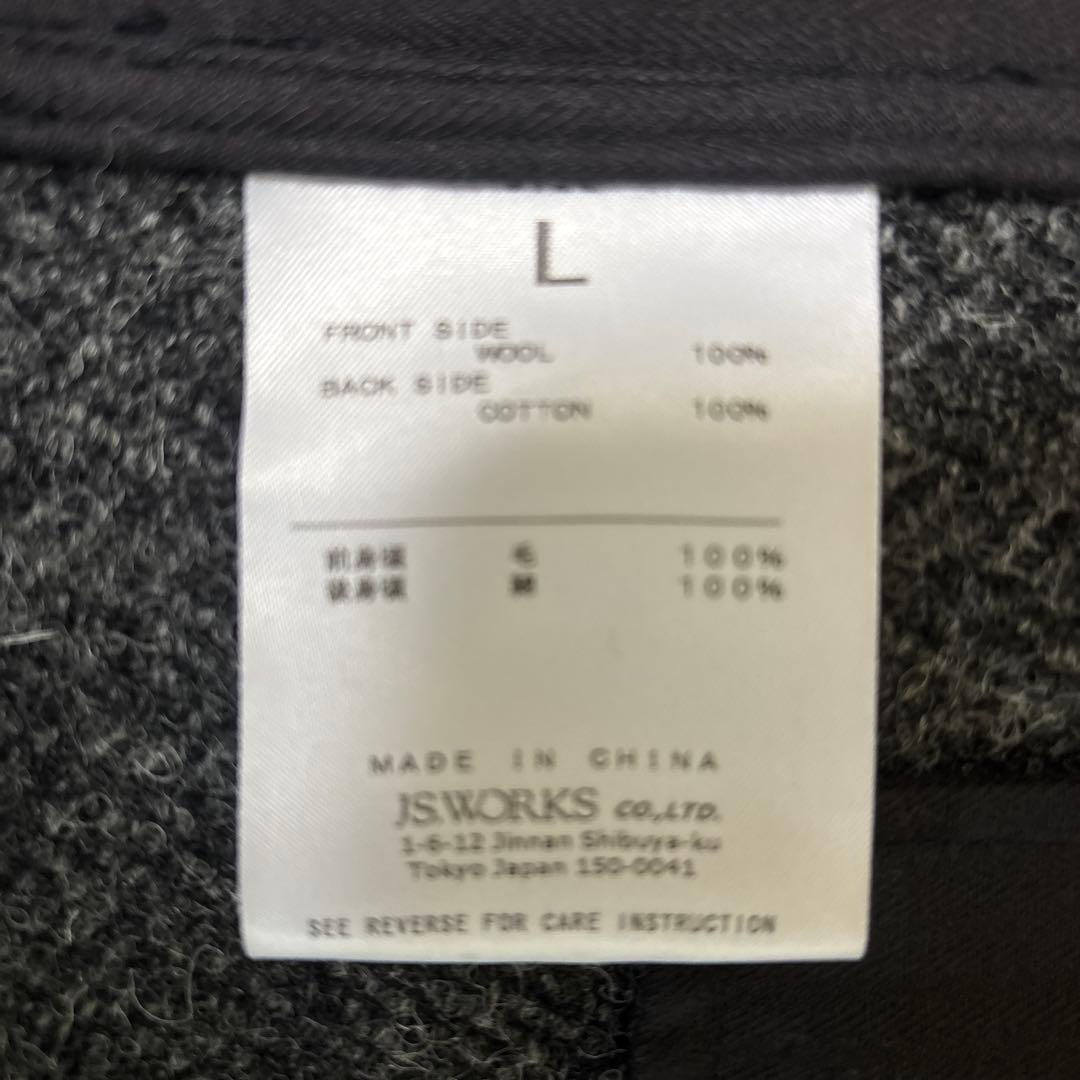 L
FRONT SIDE
WOOL 100%
BACK SIDE
COTTON 100%
前身頃 毛 100%
後身頃 綿 100%
MADE IN CHINA
JS.WORKS CO.,LTD.
1-6-12 Jinnan Shibuya-ku
Tokyo Japan 150-0041
SEE REVERSE FOR CARE INSTRUCTION